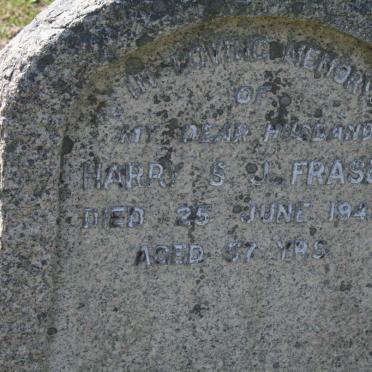 IN LOVING MEMORY
OF
MY DEAR HUSBAND
HARRY S. J. FRASE
DIED 25 JUNE 194
AGED 57 YRS